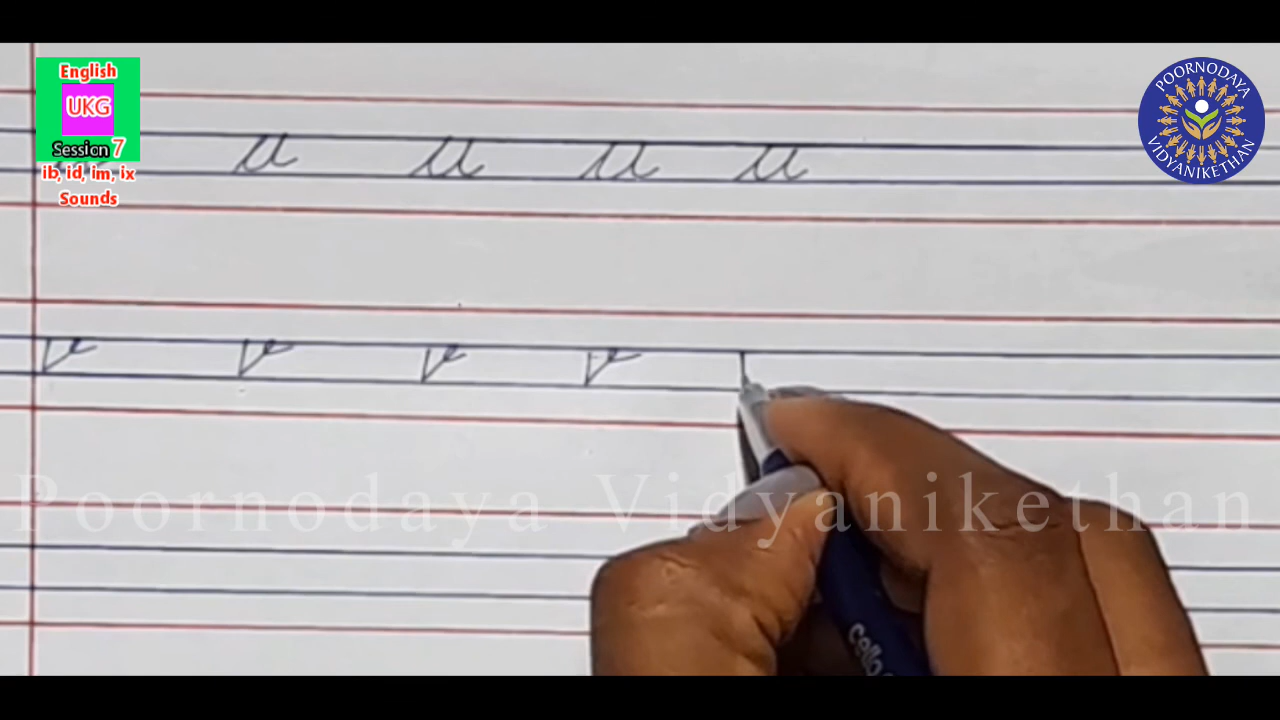 English
UKG
Session 7
ib, id, im, ix
Sounds
POORNODAYA
VIDYANIKETHAN
u u u u
v v v v
Poornodaya Vidyanikethan
cello